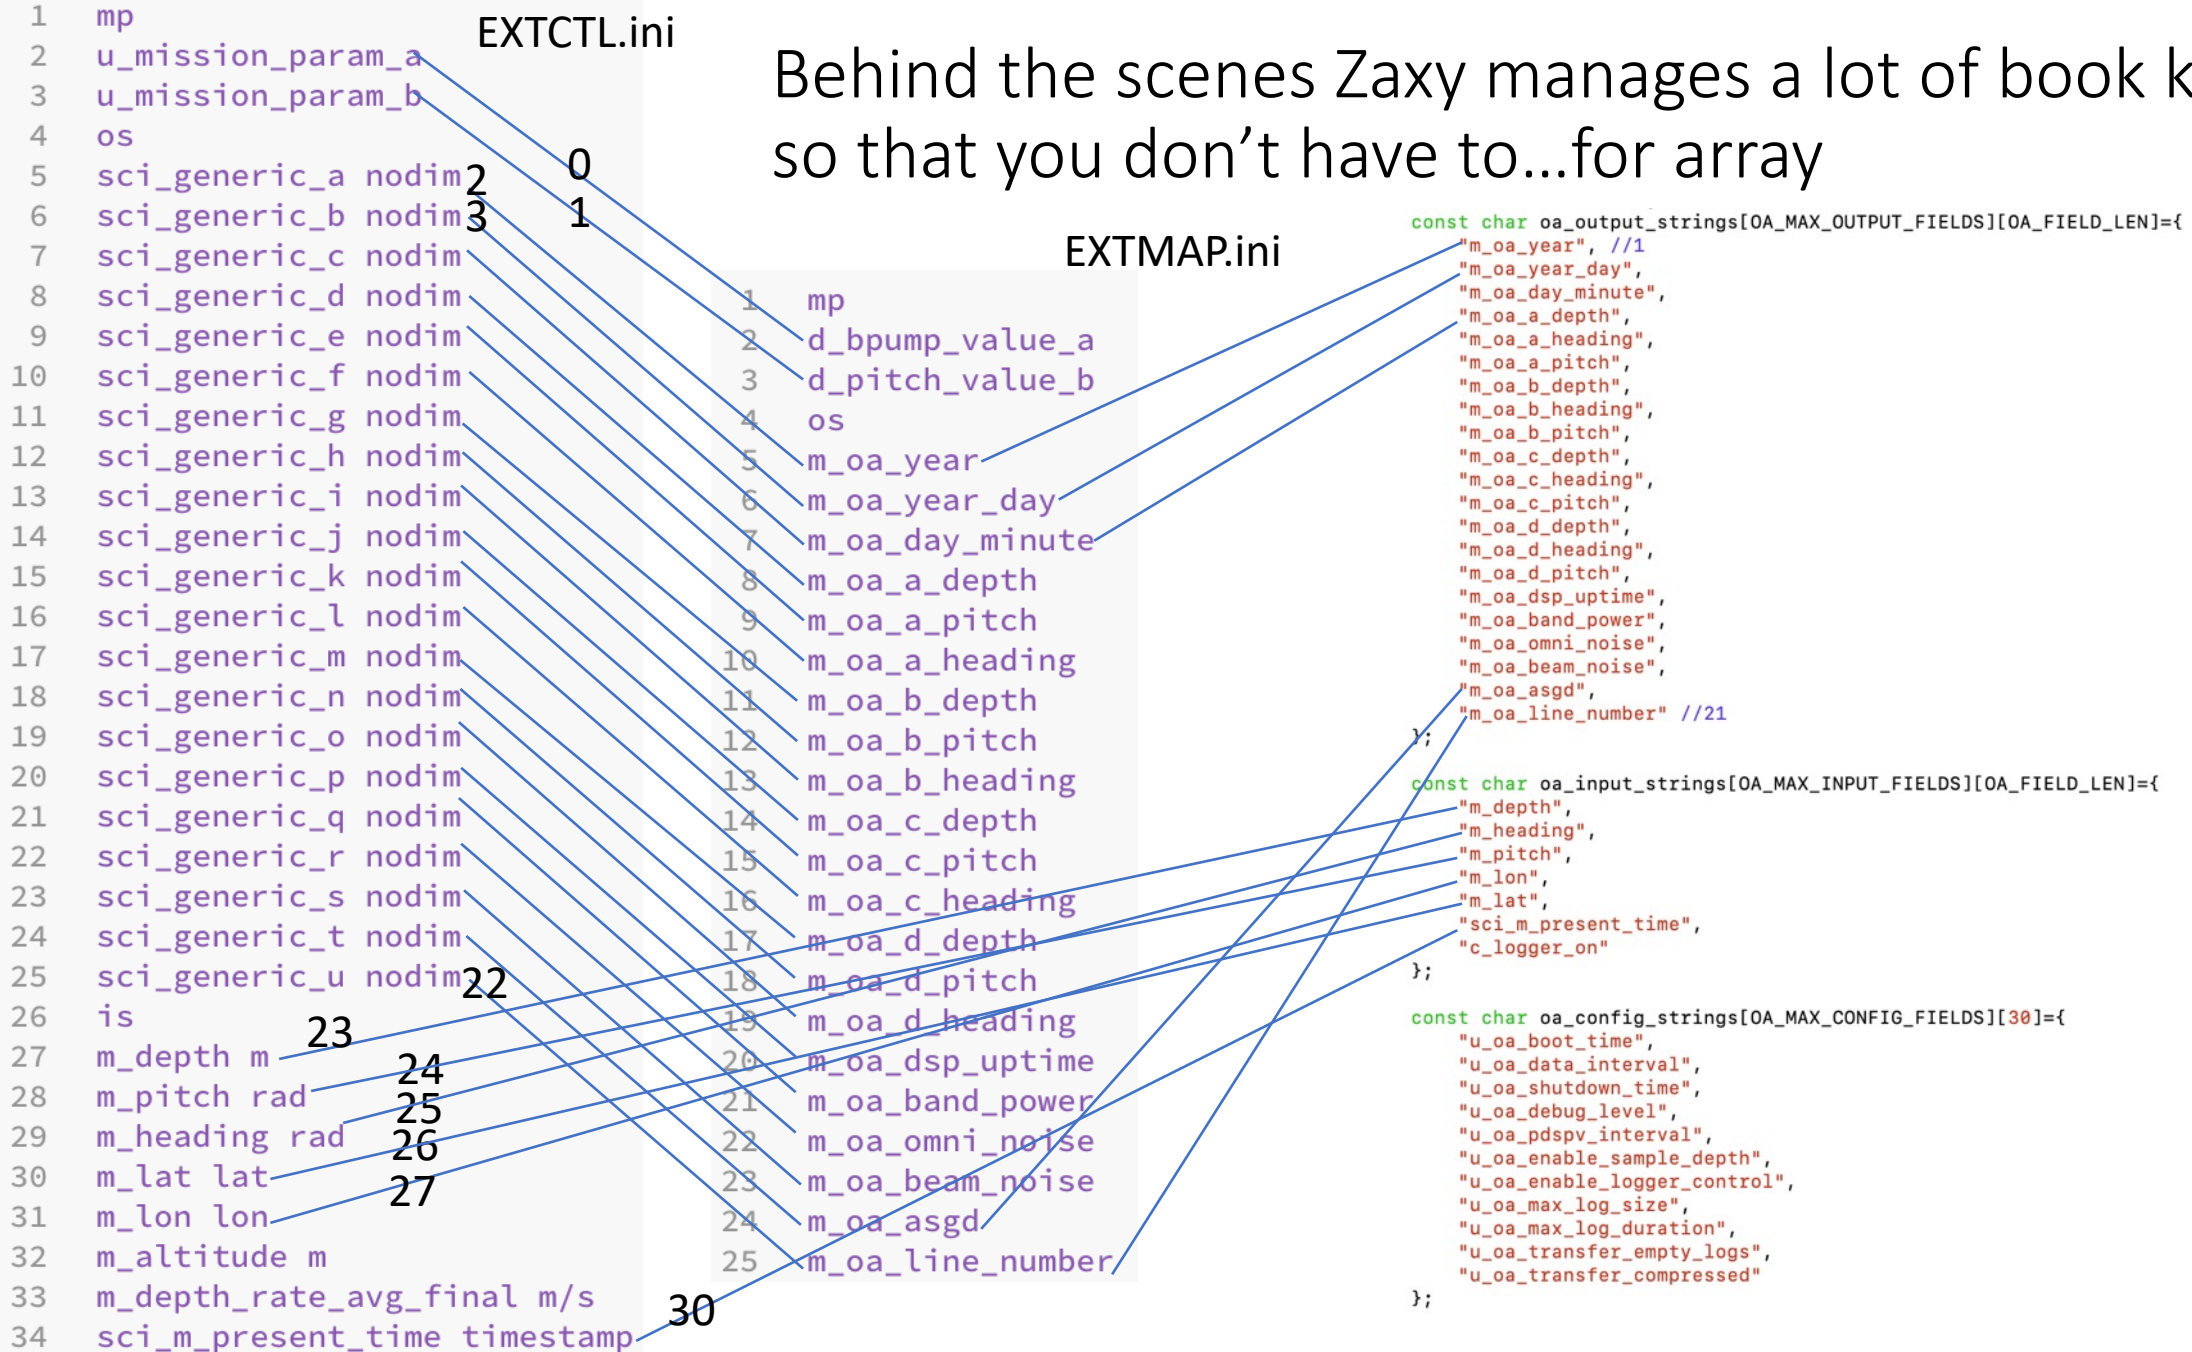 EXTCTL.ini
1 mp
2 u_mission_param_a
3 u_mission_param_b
4 os
5 sci_generic_a nodim
6 sci_generic_b nodim
7 sci_generic_c nodim
8 sci_generic_d nodim
9 sci_generic_e nodim
10 sci_generic_f nodim
11 sci_generic_g nodim
12 sci_generic_h nodim
13 sci_generic_i nodim
14 sci_generic_j nodim
15 sci_generic_k nodim
16 sci_generic_l nodim
17 sci_generic_m nodim
18 sci_generic_n nodim
19 sci_generic_o nodim
20 sci_generic_p nodim
21 sci_generic_q nodim
22 sci_generic_r nodim
23 sci_generic_s nodim
24 sci_generic_t nodim
25 sci_generic_u nodim
26 is
27 m_depth m
28 m_pitch rad
29 m_heading rad
30 m_lat lat
31 m_lon lon
32 m_altitude m
33 m_depth_rate_avg_final m/s
34 sci_m_present_time timestamp
0
1
2
3
22
23
24
25
26
27
30
Behind the scenes Zaxy manages a lot of book k
so that you don’t have to...for array
EXTMAP.ini
1 mp
2 d_bpump_value_a
3 d_pitch_value_b
4 os
5 m_oa_year
6 m_oa_year_day
7 m_oa_day_minute
8 m_oa_a_depth
9 m_oa_a_pitch
10 m_oa_a_heading
11 m_oa_b_depth
12 m_oa_b_pitch
13 m_oa_b_heading
14 m_oa_c_depth
15 m_oa_c_pitch
16 m_oa_c_heading
17 m_oa_d_depth
18 m_oa_d_pitch
19 m_oa_d_heading
20 m_oa_dsp_uptime
21 m_oa_band_power
22 m_oa_omni_noise
23 m_oa_beam_noise
24 m_oa_asgd
25 m_oa_line_number
const char oa_output_strings[OA_MAX_OUTPUT_FIELDS][OA_FIELD_LEN]={
"m_oa_year", //1
"m_oa_year_day",
"m_oa_day_minute",
"m_oa_a_depth",
"m_oa_a_heading",
"m_oa_a_pitch",
"m_oa_b_depth",
"m_oa_b_heading",
"m_oa_b_pitch",
"m_oa_c_depth",
"m_oa_c_heading",
"m_oa_c_pitch",
"m_oa_d_depth",
"m_oa_d_heading",
"m_oa_d_pitch",
"m_oa_dsp_uptime",
"m_oa_band_power",
"m_oa_omni_noise",
"m_oa_beam_noise",
"m_oa_asgd",
"m_oa_line_number" //21
};
const char oa_input_strings[OA_MAX_INPUT_FIELDS][OA_FIELD_LEN]={
"m_depth",
"m_heading",
"m_pitch",
"m_lon",
"m_lat",
"sci_m_present_time",
"c_logger_on"
};
const char oa_config_strings[OA_MAX_CONFIG_FIELDS][30]={
"u_oa_boot_time",
"u_oa_data_interval",
"u_oa_shutdown_time",
"u_oa_debug_level",
"u_oa_pdspv_interval",
"u_oa_enable_sample_depth",
"u_oa_enable_logger_control",
"u_oa_max_log_size",
"u_oa_max_log_duration",
"u_oa_transfer_empty_logs",
"u_oa_transfer_compressed"
};